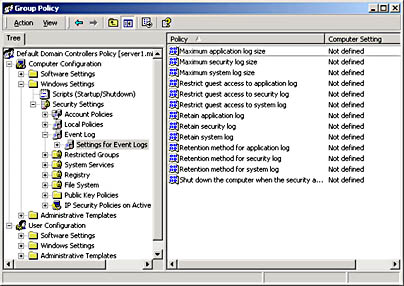 Group Policy
Action View
Tree
Default Domain Controllers Policy [server1.mi
Computer Configuration
Software Settings
Windows Settings
Scripts (Startup/Shutdown)
Security Settings
Account Policies
Local Policies
Event Log
Settings for Event Logs
Restricted Groups
System Services
Registry
File System
Public Key Policies
IP Security Policies on Active
Administrative Templates
User Configuration
Software Settings
Windows Settings
Administrative Templates
Policy Computer Setting
Maximum application log size Not defined
Maximum security log size Not defined
Maximum system log size Not defined
Restrict guest access to application log Not defined
Restrict guest access to security log Not defined
Restrict guest access to system log Not defined
Retain application log Not defined
Retain security log Not defined
Retain system log Not defined
Retention method for application log Not defined
Retention method for security log Not defined
Retention method for system log Not defined
Shut down the computer when the security a... Not defined